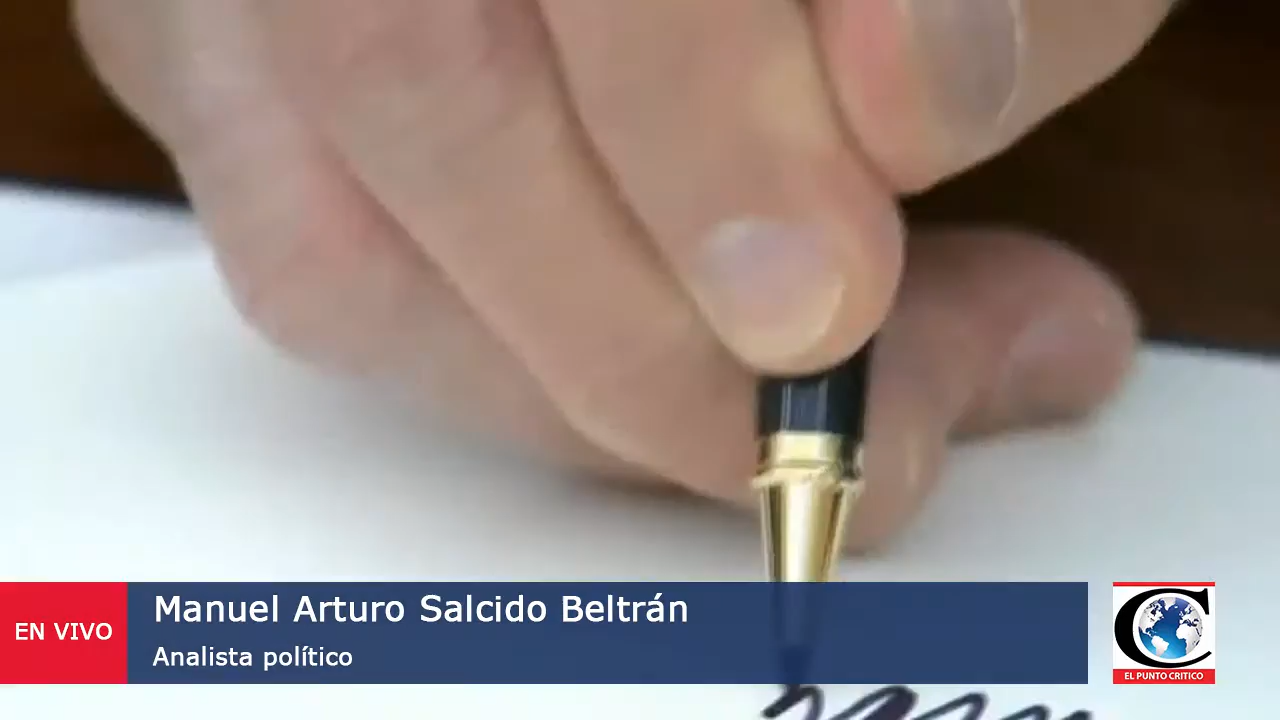 Manuel Arturo Salcido Beltrán
EN VIVO
Analista político
C
EL PUNTO CRITICO